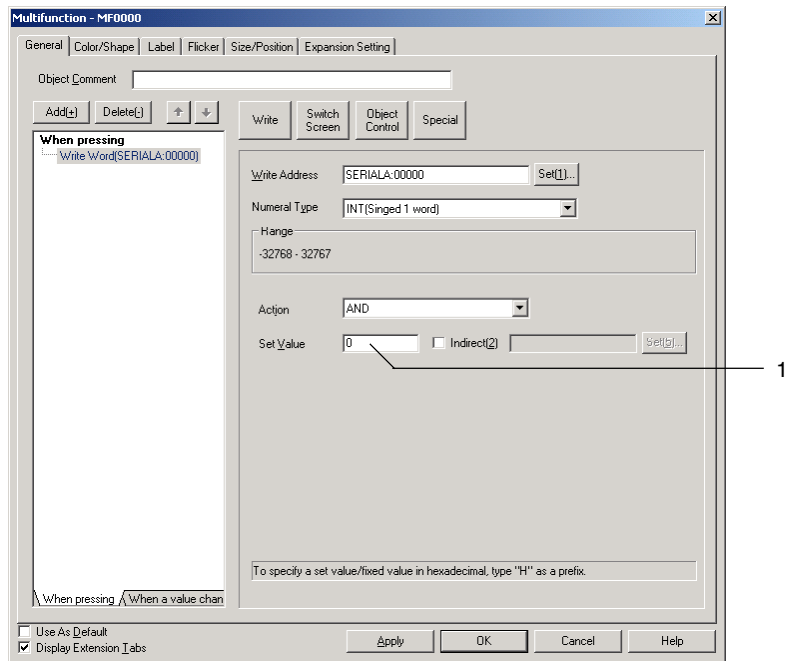 Multifunction - MF0000
General Color/Shape Label Flicker Size/Position Expansion Setting
Object Comment
Add(+) Delete(-)
Write Switch Screen Object Control Special
When pressing
Write Word(SERIALA:00000)
Write Address SERIALA:00000 Set(1)...
Numeral Type INT(Singed 1 word)
Range
-32768 - 32767
Action AND
Set Value 0 Indirect(2) Set(5)...
1
To specify a set value/fixed value in hexadecimal, type "H" as a prefix.
When pressing When a value chan
Use As Default
Display Extension Tabs
Apply OK Cancel Help